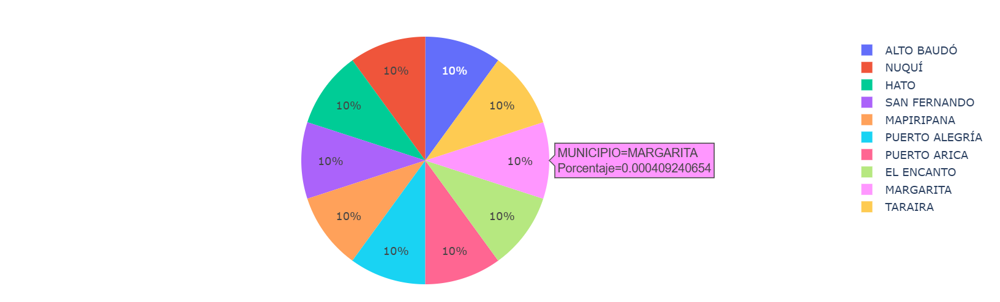 10%
10%
10%
10%
10%
10%
10%
10%
10%
10%
MUNICIPIO=MARGARITA
Porcentaje=0.000409240654
ALTO BAUDÓ
NUQUÍ
HATO
SAN FERNANDO
MAPIRIPANA
PUERTO ALEGRÍA
PUERTO ARICA
EL ENCANTO
MARGARITA
TARAIRA